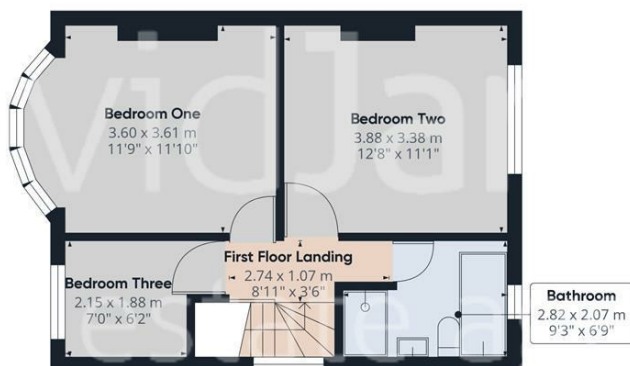 Bedroom One
3.60 x 3.61 m
11'9" x 11'10"
Bedroom Two
3.88 x 3.38 m
12'8" x 11'1"
vidJar
First Floor Landing
2.74 x 1.07 m
8'11" x 3'6"
Bedroom Three
2.15 x 1.88 m
7'0" x 6'2"
Bathroom
2.82 x 2.07 m
9'3" x 6'9"
estate a